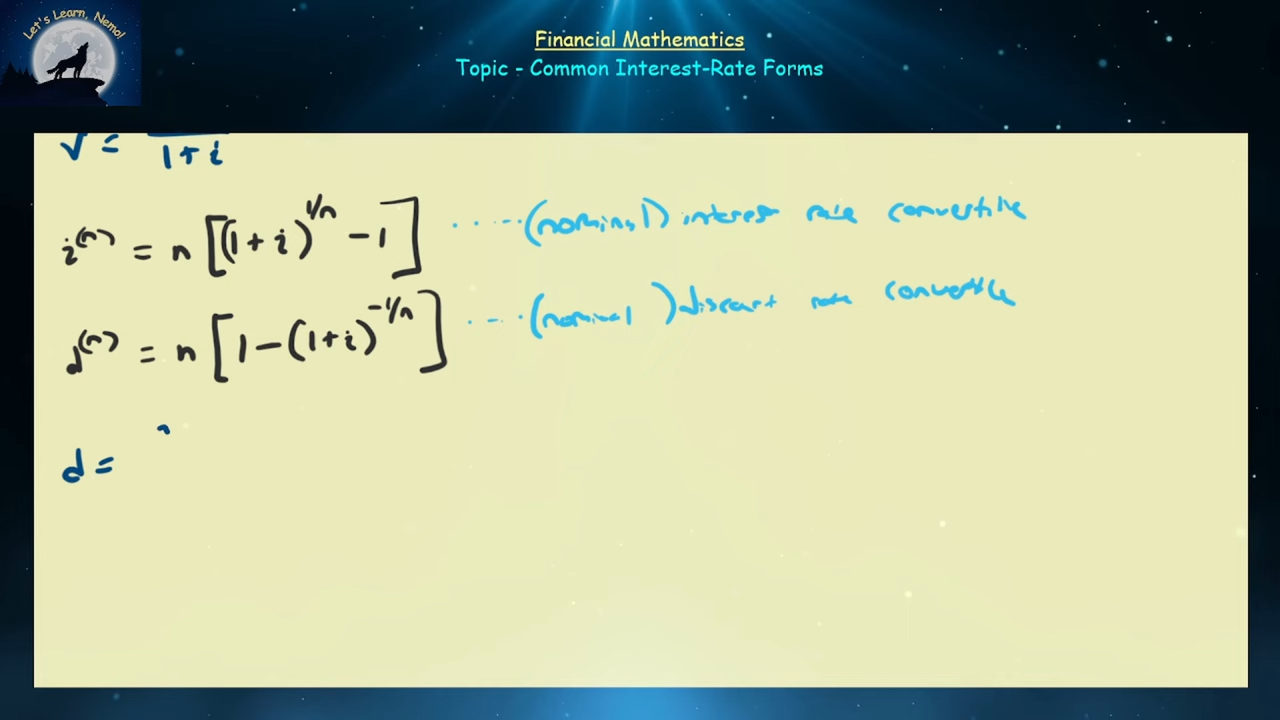 Let's Learn, Nemo!
Financial Mathematics
Topic - Common Interest-Rate Forms
v = 1 + i
i^(n) = n [(1 + i)^1/n - 1] ......(nominal) interest rate convertible
d^(n) = n [1 - (1+i)^-1/n] ......(nominal) discount rate convertible
d =